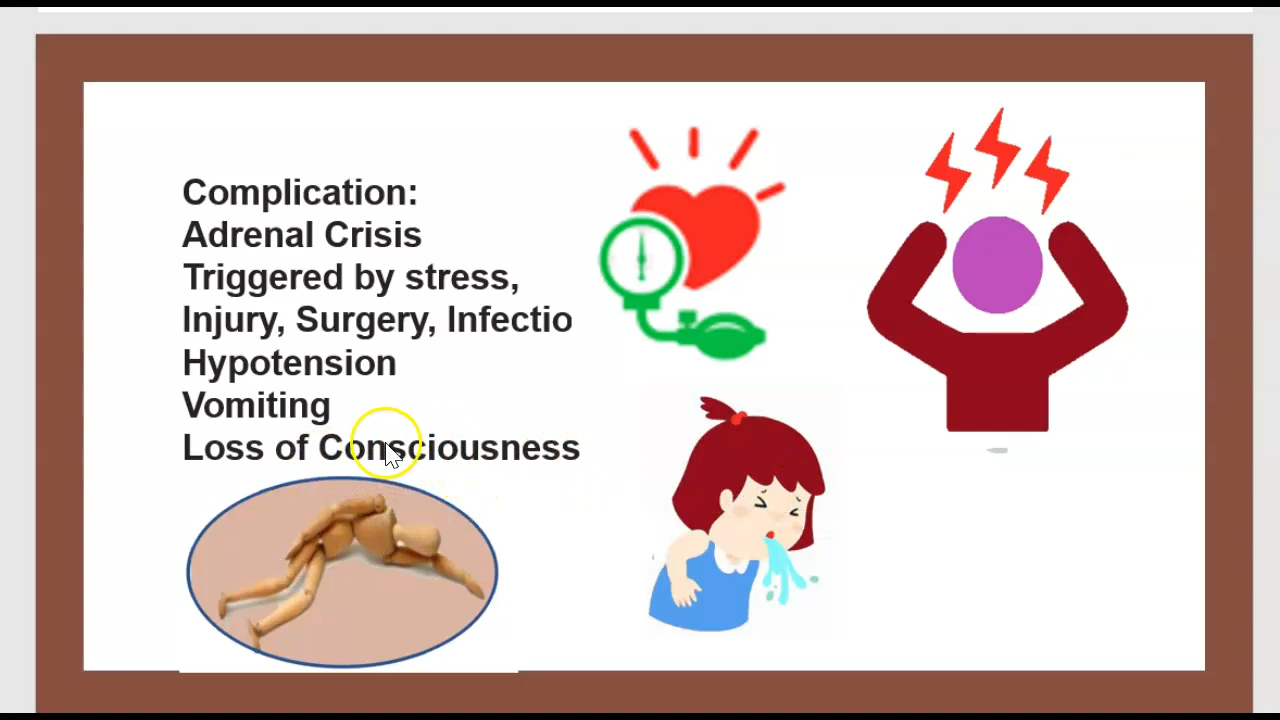 Complication:
Adrenal Crisis
Triggered by stress,
Injury, Surgery, Infectio
Hypotension
Vomiting
Loss of Consciousness